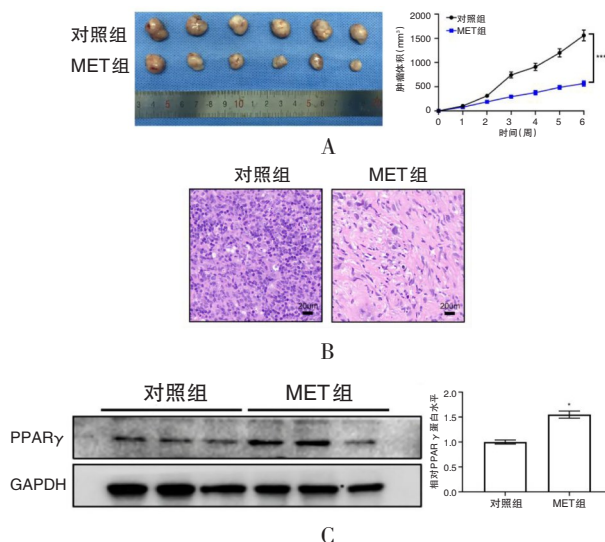 对照组
MET组
肿瘤体积(mm³)
2000
1500
1000
500
0
0 1 2 3 4 5 6
时间(周)
对照组
MET组
***
A
对照组 MET组
20um 20um
B
对照组 MET组
PPARγ
GAPDH
相对PPARγ蛋白水平
2.0
1.5
1.0
0.5
0.0
*
对照组 MET组
C